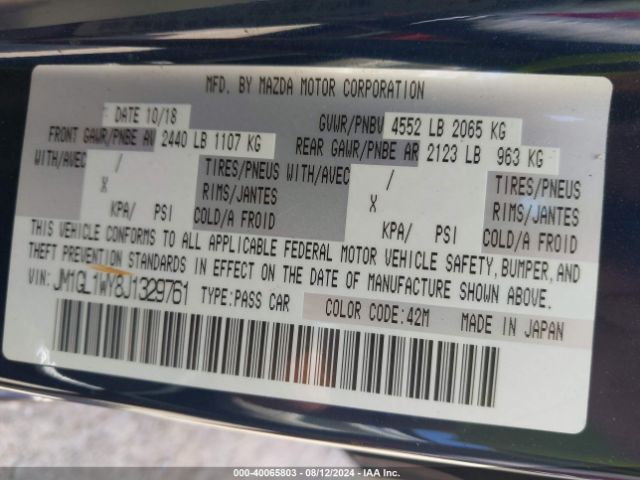 MFD. BY MAZDA MOTOR CORPORATION
DATE 10/18 GVWR/PNBV 4552 LB 2065 KG
FRONT GAWR/PNBE AV 2440 LB 1107 KG REAR GAWR/PNBE AR 2123 LB 963 KG
WITH/AVEC / TIRES/PNEUS WITH/AVEC / TIRES/PNEUS
X RIMS/JANTES X RIMS/JANTES
KPA/ PSI COLD/A FROID KPA/ PSI COLD/A FROID
THIS VEHICLE CONFORMS TO ALL APPLICABLE FEDERAL MOTOR VEHICLE SAFETY, BUMPER, AND
THEFT PREVENTION STANDARDS IN EFFECT ON THE DATE OF MANUFACTURE SHOWN ABOVE.
VIN: JM1GL1WY8J1329761 TYPE:PASS CAR COLOR CODE:42M MADE IN JAPAN
000-40065803 - 08/12/2024 - IAA Inc.